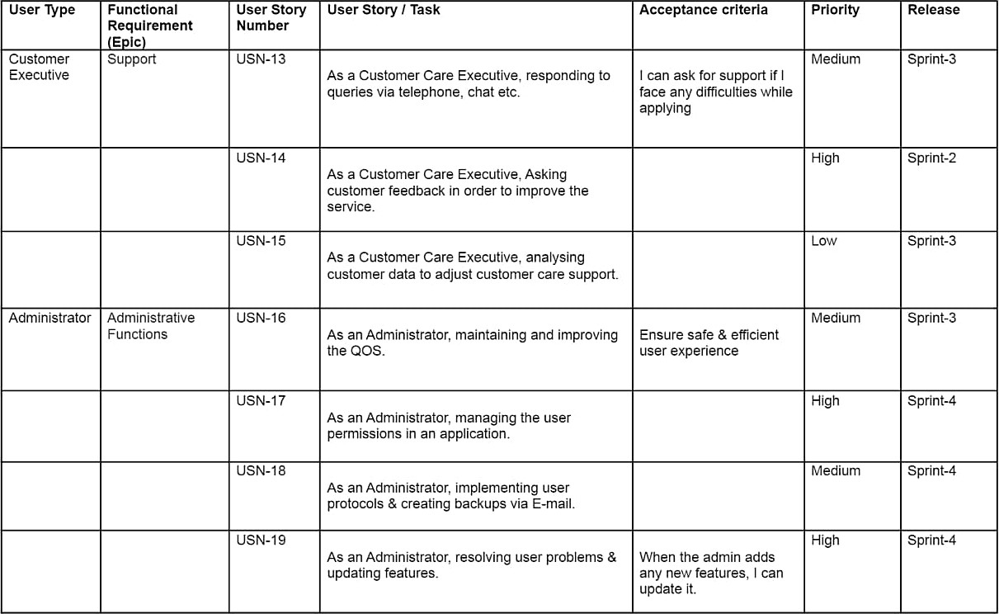 User Type Functional Requirement (Epic) User Story Number User Story / Task Acceptance criteria Priority Release
Customer Executive Support USN-13 As a Customer Care Executive, responding to queries via telephone, chat etc. I can ask for support if I face any difficulties while applying Medium Sprint-3
USN-14 As a Customer Care Executive, Asking customer feedback in order to improve the service. High Sprint-2
USN-15 As a Customer Care Executive, analysing customer data to adjust customer care support. Low Sprint-3
Administrator Administrative Functions USN-16 As an Administrator, maintaining and improving the QOS. Ensure safe & efficient user experience Medium Sprint-3
USN-17 As an Administrator, managing the user permissions in an application. High Sprint-4
USN-18 As an Administrator, implementing user protocols & creating backups via E-mail. Medium Sprint-4
USN-19 As an Administrator, resolving user problems & updating features. When the admin adds any new features, I can update it. High Sprint-4